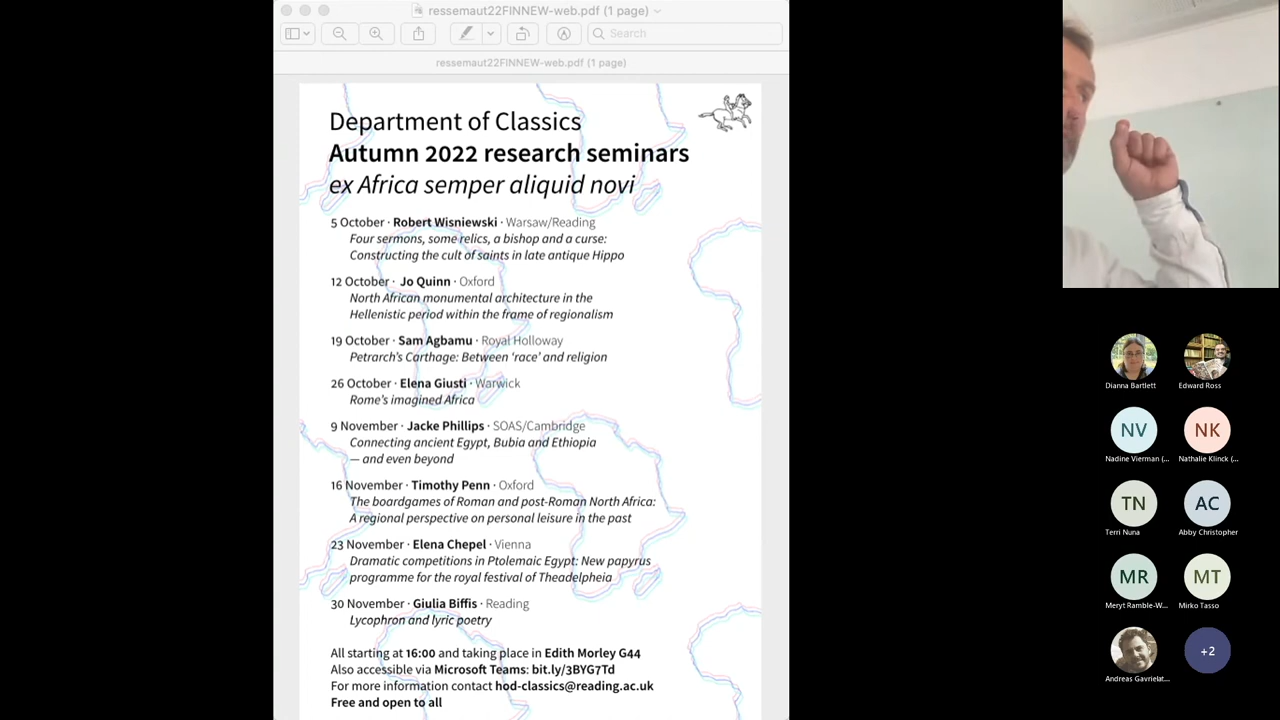 ressemaut22FINNEW-web.pdf (1 page)
Search
ressemaut22FINNEW-web.pdf (1 page)
Department of Classics
Autumn 2022 research seminars
ex Africa semper aliquid novi
5 October · Robert Wisniewski · Warsaw/Reading
Four sermons, some relics, a bishop and a curse:
Constructing the cult of saints in late antique Hippo
12 October · Jo Quinn · Oxford
North African monumental architecture in the
Hellenistic period within the frame of regionalism
19 October · Sam Agbamu · Royal Holloway
Petrarch's Carthage: Between ‘race’ and religion
26 October · Elena Giusti · Warwick
Rome's imagined Africa
9 November · Jacke Phillips · SOAS/Cambridge
Connecting ancient Egypt, Bubia and Ethiopia
— and even beyond
16 November · Timothy Penn · Oxford
The boardgames of Roman and post-Roman North Africa:
A regional perspective on personal leisure in the past
23 November · Elena Chepel · Vienna
Dramatic competitions in Ptolemaic Egypt: New papyrus
programme for the royal festival of Theadelpheia
30 November · Giulia Biffis · Reading
Lycophron and lyric poetry
All starting at 16:00 and taking place in Edith Morley G44
Also accessible via Microsoft Teams: bit.ly/3BYG7Td
For more information contact hod-classics@reading.ac.uk
Free and open to all
Dianna Bartlett
Edward Ross
NV
NK
Nadine Vierman (...
Nathalie Klinck (...
TN
AC
Terri Nuna
Abby Christopher
MR
MT
Meryt Ramble-W...
Mirko Tasso
+2
Andreas Gavrielat...